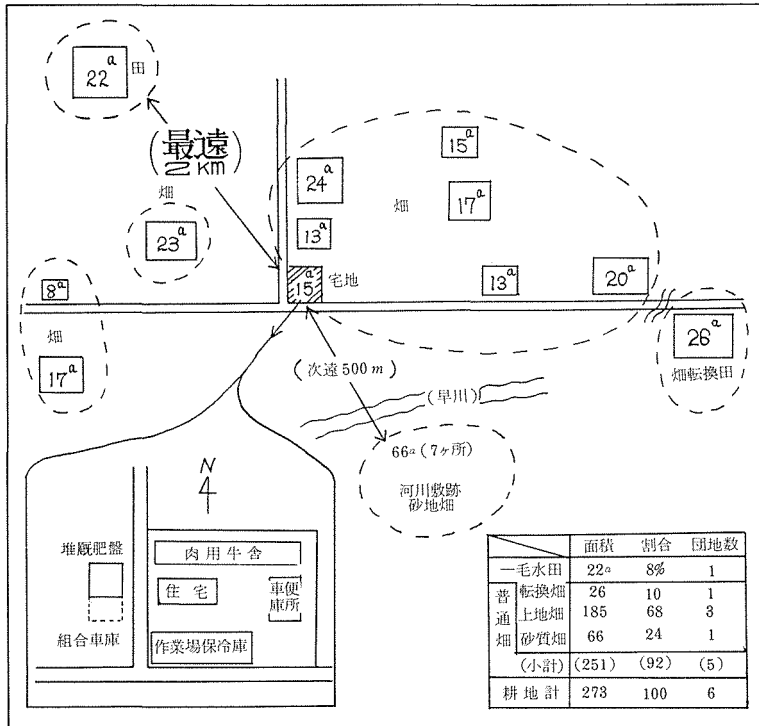 22a
田
(最遠
2 km)
畑
23a
8a
畑
17a
24a
13a
15a
宅地
15a
畑
17a
13a
20a
26a
畑転換田
(次遠500m)
(早川)
66a(7ヶ所)
河川敷跡
砂地畑
N
堆厩肥盤
組合車庫
肉用牛舎
住宅
車庫
便所
作業場保冷庫
面積 割合 団地数
一毛水田 22a 8% 1
普通畑 転換畑 26 10 1
上地畑 185 68 3
砂質畑 66 24 1
(小計) (251) (92) (5)
耕地計 273 100 6